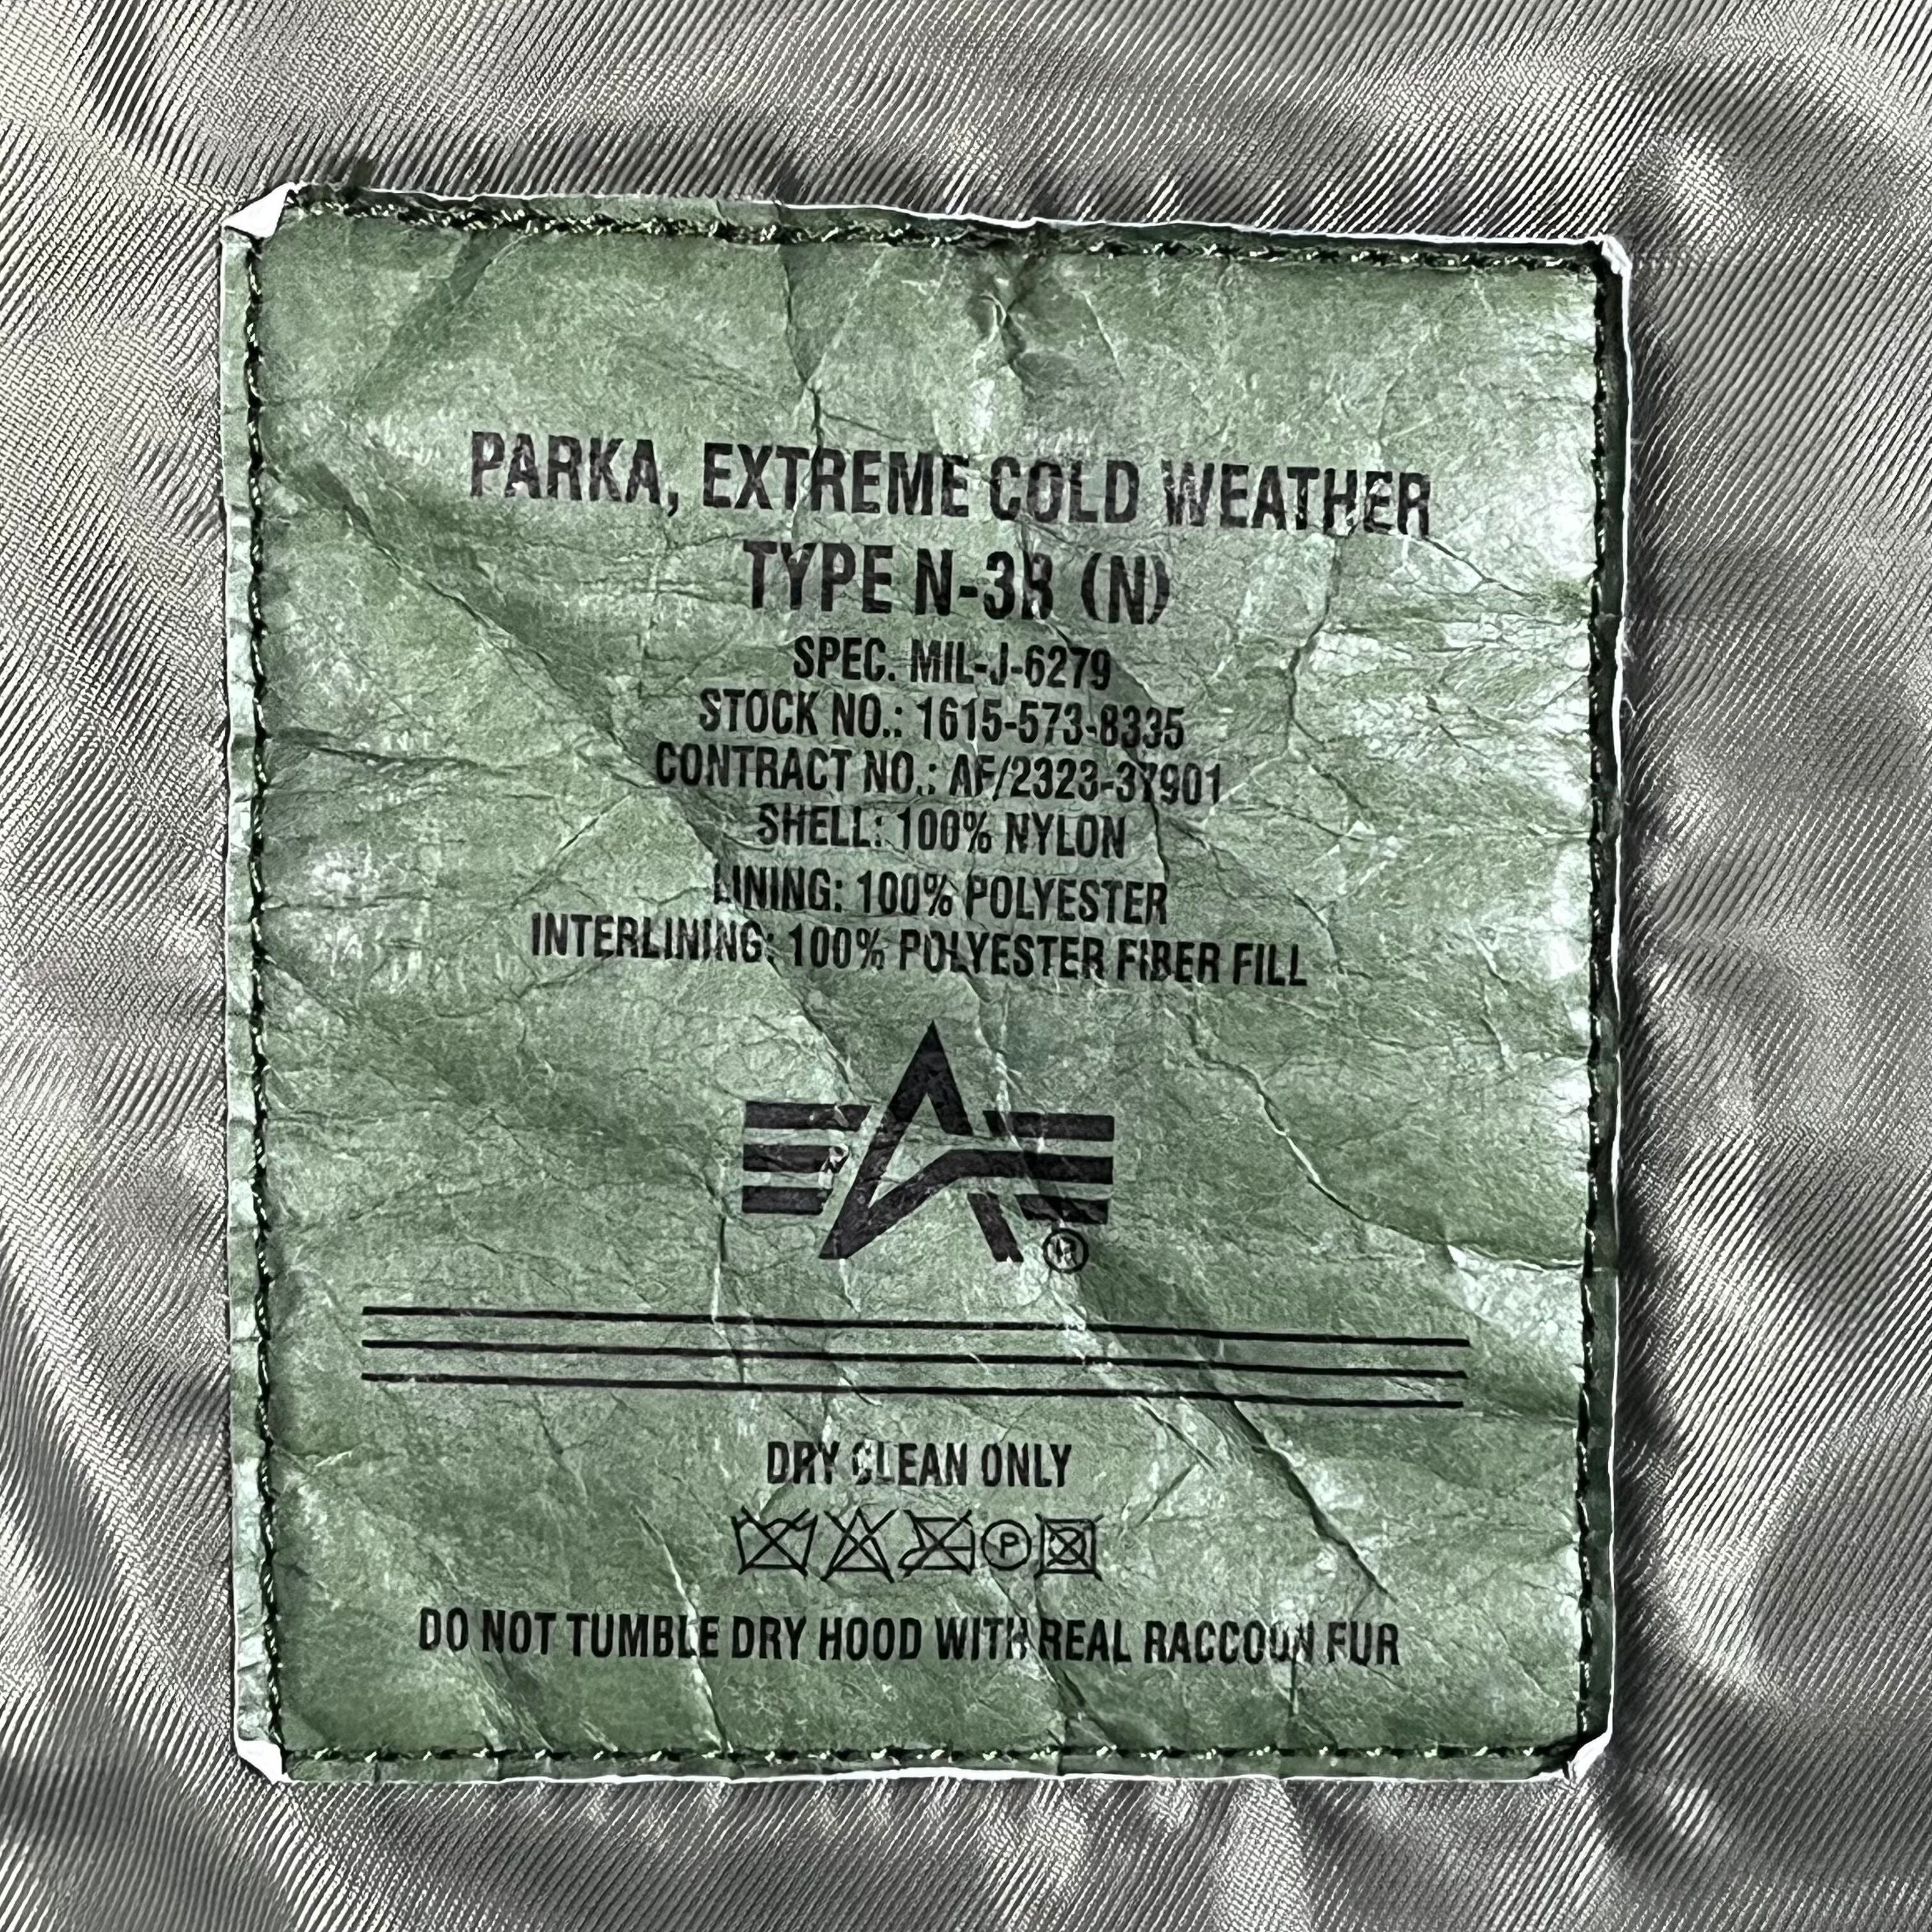 PARKA, EXTREME COLD WEATHER
TYPE N-3B (N)
SPEC. MIL-J-6279
STOCK NO.: 1615-573-8335
CONTRACT NO.: AF/2323-37901
SHELL: 100% NYLON
LINING: 100% POLYESTER
INTERLINING: 100% POLYESTER FIBER FILL
®
DRY CLEAN ONLY
P
DO NOT TUMBLE DRY HOOD WITH REAL RACCOON FUR